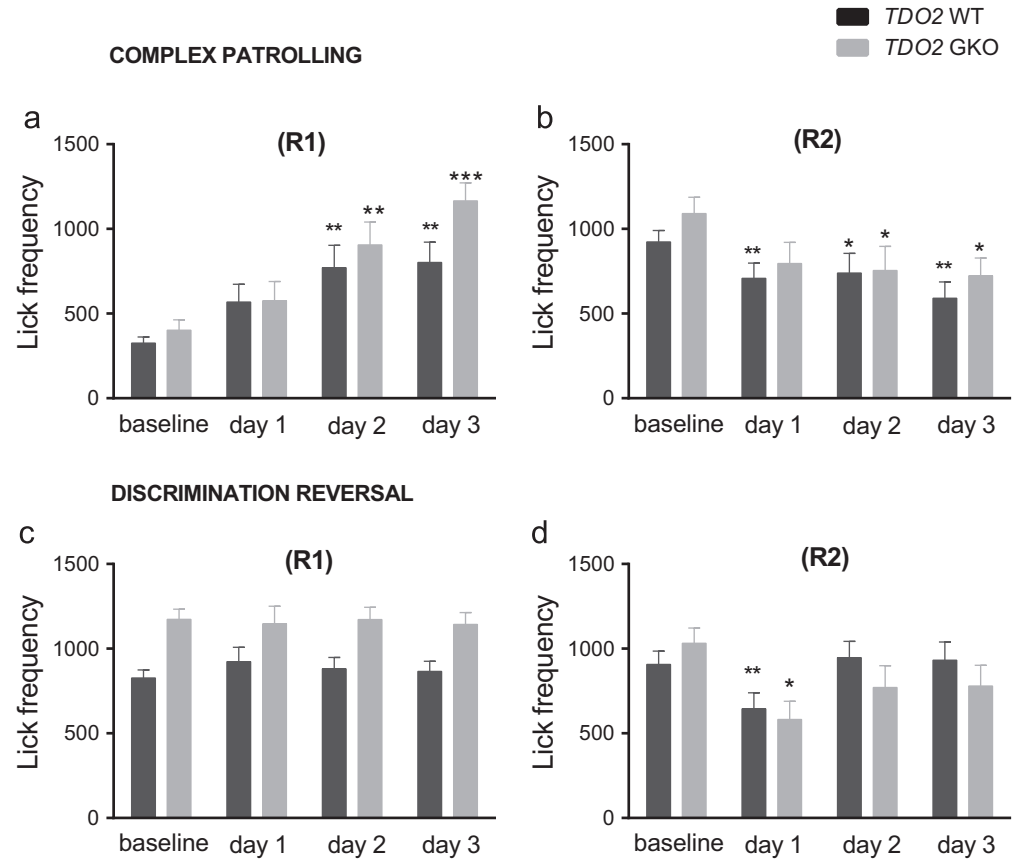 TDO2 WT
TDO2 GKO
COMPLEX PATROLLING
a
(R1)
Lick frequency
1500
1000
500
0
** ** ** ***
baseline day 1 day 2 day 3
b
(R2)
Lick frequency
1500
1000
500
0
** * * ** *
baseline day 1 day 2 day 3
DISCRIMINATION REVERSAL
c
(R1)
Lick frequency
1500
1000
500
0
baseline day 1 day 2 day 3
d
(R2)
Lick frequency
1500
1000
500
0
** *
baseline day 1 day 2 day 3